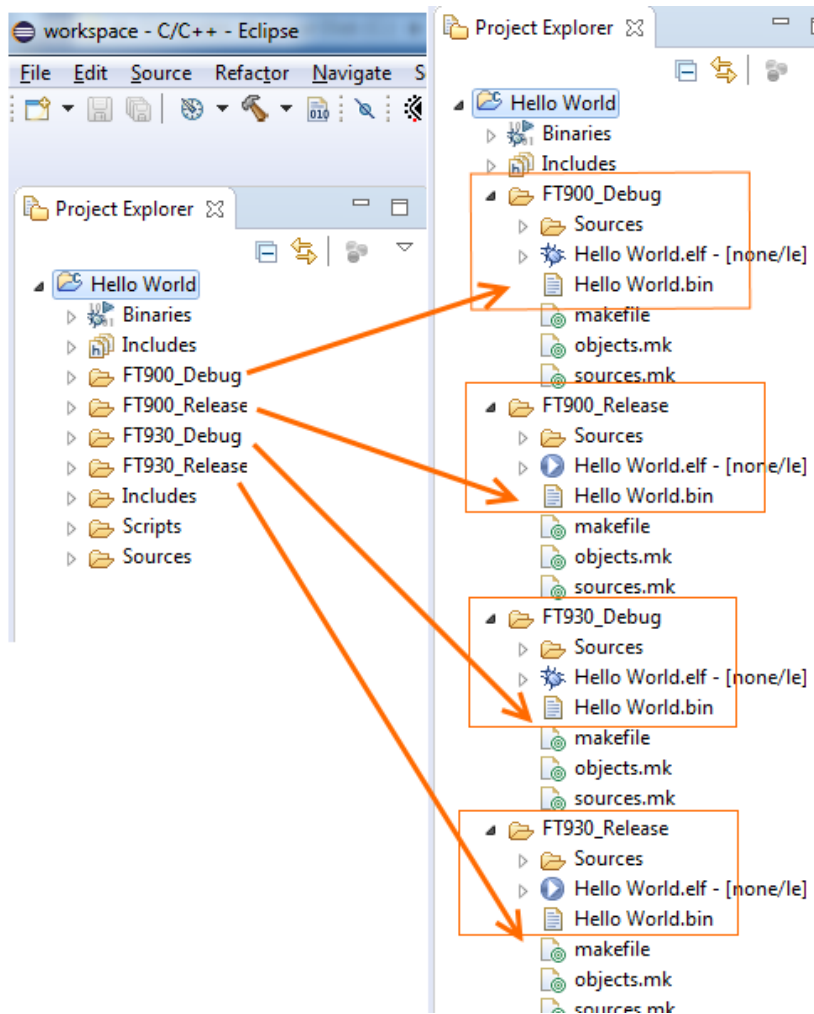 workspace - C/C++ - Eclipse
File Edit Source Refactor Navigate S
010
Project Explorer
Hello World
Binaries
Includes
FT900_Debug
FT900_Release
FT930_Debug
FT930_Release
Includes
Scripts
Sources
Project Explorer
Hello World
Binaries
Includes
FT900_Debug
Sources
Hello World.elf - [none/le]
Hello World.bin
makefile
objects.mk
sources.mk
FT900_Release
Sources
Hello World.elf - [none/le]
Hello World.bin
makefile
objects.mk
sources.mk
FT930_Debug
Sources
Hello World.elf - [none/le]
Hello World.bin
makefile
objects.mk
sources.mk
FT930_Release
Sources
Hello World.elf - [none/le]
Hello World.bin
makefile
objects.mk
sources.mk